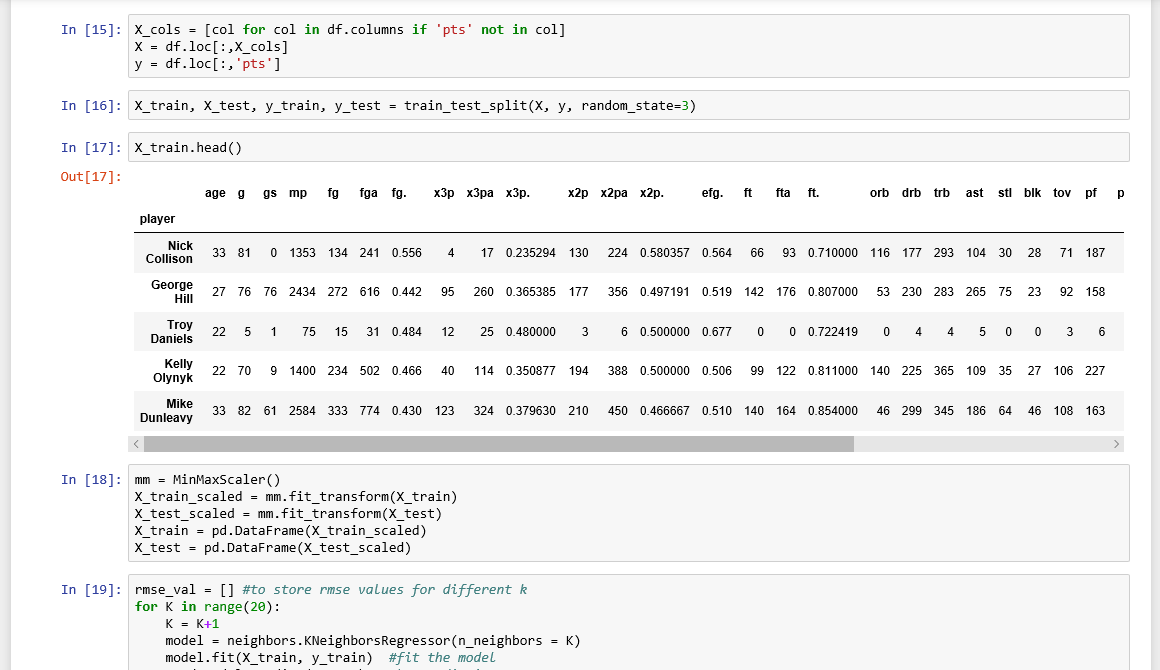 In [15]: X_cols = [col for col in df.columns if 'pts' not in col]
X = df.loc[:,X_cols]
y = df.loc[:,'pts']
In [16]: X_train, X_test, y_train, y_test = train_test_split(X, y, random_state=3)
In [17]: X_train.head()
Out[17]:
age g gs mp fg fga fg. x3p x3pa x3p. x2p x2pa x2p. efg. ft fta ft. orb drb trb ast stl blk tov pf p
player
Nick Collison 33 81 0 1353 134 241 0.556 4 17 0.235294 130 224 0.580357 0.564 66 93 0.710000 116 177 293 104 30 28 71 187
George Hill 27 76 76 2434 272 616 0.442 95 260 0.365385 177 356 0.497191 0.519 142 176 0.807000 53 230 283 265 75 23 92 158
Troy Daniels 22 5 1 75 15 31 0.484 12 25 0.480000 3 6 0.500000 0.677 0 0 0.722419 0 4 4 5 0 0 3 6
Kelly Olynyk 22 70 9 1400 234 502 0.466 40 114 0.350877 194 388 0.500000 0.506 99 122 0.811000 140 225 365 109 35 27 106 227
Mike Dunleavy 33 82 61 2584 333 774 0.430 123 324 0.379630 210 450 0.466667 0.510 140 164 0.854000 46 299 345 186 64 46 108 163
In [18]: mm = MinMaxScaler()
X_train_scaled = mm.fit_transform(X_train)
X_test_scaled = mm.fit_transform(X_test)
X_train = pd.DataFrame(X_train_scaled)
X_test = pd.DataFrame(X_test_scaled)
In [19]: rmse_val = [] #to store rmse values for different k
for K in range(20):
K = K+1
model = neighbors.KNeighborsRegressor(n_neighbors = K)
model.fit(X_train, y_train) #fit the model